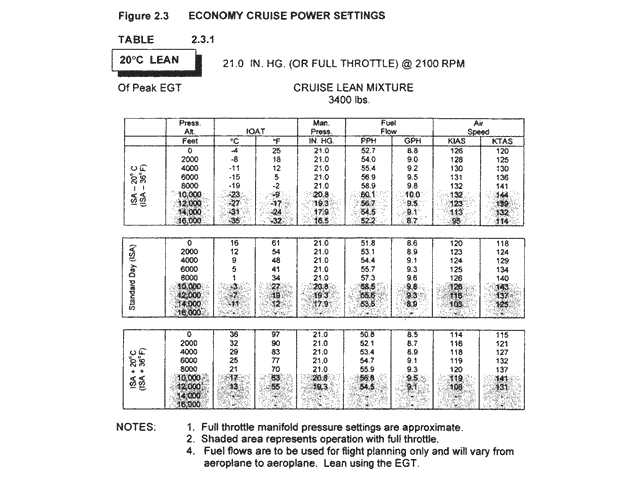 Figure 2.3 ECONOMY CRUISE POWER SETTINGS
TABLE 2.3.1
20°C LEAN 21.0 IN. HG. (OR FULL THROTTLE) @ 2100 RPM
Of Peak EGT CRUISE LEAN MIXTURE
3400 lbs.
Press. Man. Fuel Air
Alt. IOAT Press. Flow Speed
Feet °C °F IN. HG. PPH GPH KIAS KTAS
ISA – 20° C
(ISA – 36°F)
0 -4 25 21.0 52.7 8.8 126 120
2000 -8 18 21.0 54.0 9.0 128 125
4000 -11 12 21.0 55.4 9.2 130 130
6000 -15 5 21.0 56.9 9.5 131 136
8000 -19 -2 21.0 58.9 9.8 132 141
10,000 -23 -9 20.8 60.1 10.0 132 144
12,000 -27 -17 19.3 56.7 9.5 123 139
14,000 -31 -24 17.9 54.5 9.1 113 132
16,000 -35 -32 16.5 52.2 8.7 95 114
Standard Day (ISA)
0 16 61 21.0 51.8 8.6 120 118
2000 12 54 21.0 53.1 8.9 123 124
4000 9 48 21.0 54.4 9.1 124 129
6000 5 41 21.0 55.7 9.3 125 134
8000 1 34 21.0 57.3 9.6 126 140
10,000 -3 27 20.8 58.5 9.8 126 143
12,000 -7 19 19.3 55.6 9.3 116 137
14,000 -11 12 17.9 53.5 8.9 103 125
16,000 - - - - - - -
ISA + 20°C
(ISA + 36°F)
0 36 97 21.0 50.8 8.5 114 115
2000 32 90 21.0 52.1 8.7 116 121
4000 29 83 21.0 53.4 8.9 118 127
6000 25 77 21.0 54.7 9.1 119 132
8000 21 70 21.0 55.9 9.3 120 137
10,000 17 63 20.8 56.8 9.5 119 141
12,000 13 55 19.3 54.5 9.1 108 131
14,000 - - - - - - -
16,000 - - - - - - -
NOTES: 1. Full throttle manifold pressure settings are approximate.
2. Shaded area represents operation with full throttle.
4. Fuel flows are to be used for flight planning only and will vary from
aeroplane to aeroplane. Lean using the EGT.